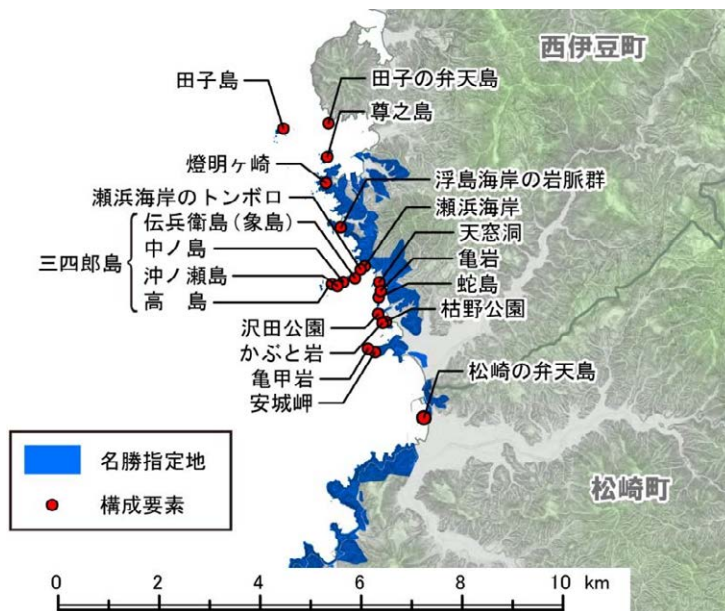 西伊豆町
田子島
田子の弁天島
尊之島
燈明ヶ崎
浮島海岸の岩脈群
瀬浜海岸のトンボロ
瀬浜海岸
伝兵衛島(象島)
天窓洞
中ノ島
亀岩
三四郎島
沖ノ瀬島
蛇島
高 島
枯野公園
沢田公園
かぶと岩
亀甲岩
松崎の弁天島
安城岬
名勝指定地
構成要素
松崎町
0 2 4 6 8 10 km